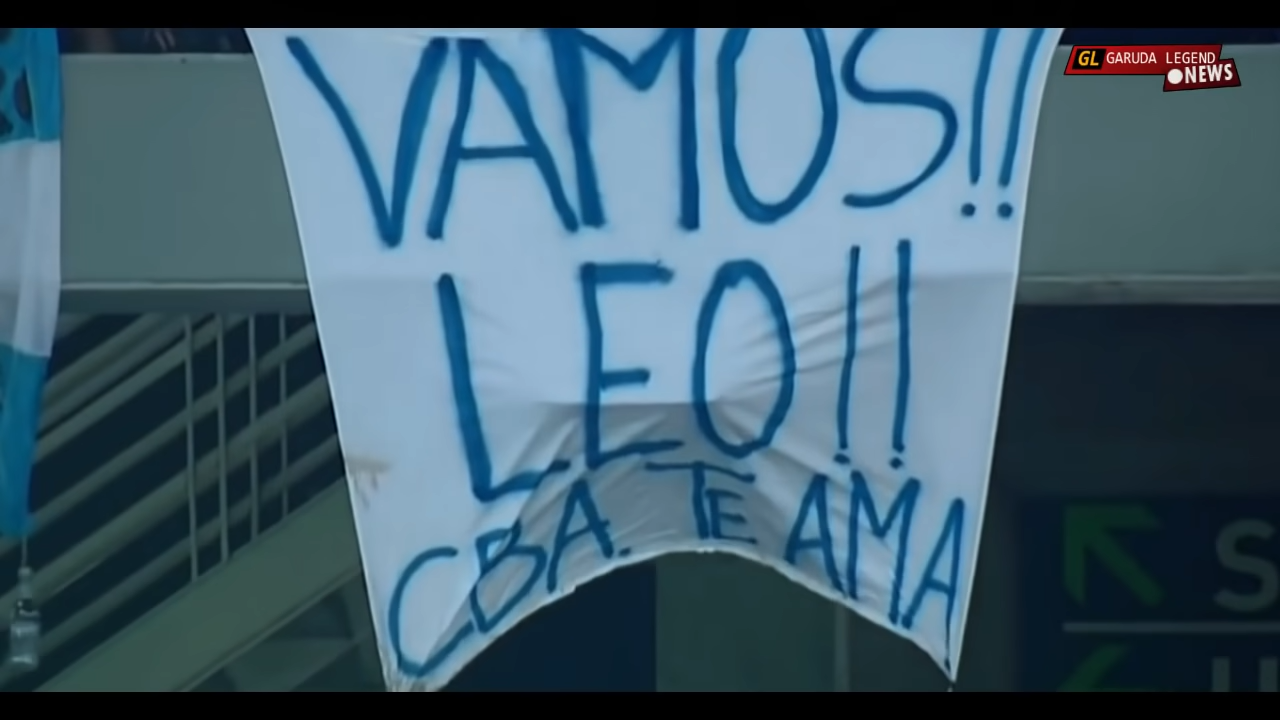 GL GARUDA LEGEND
NEWS
VAMOS!!
LEO!!
CBA. TE AMA
S